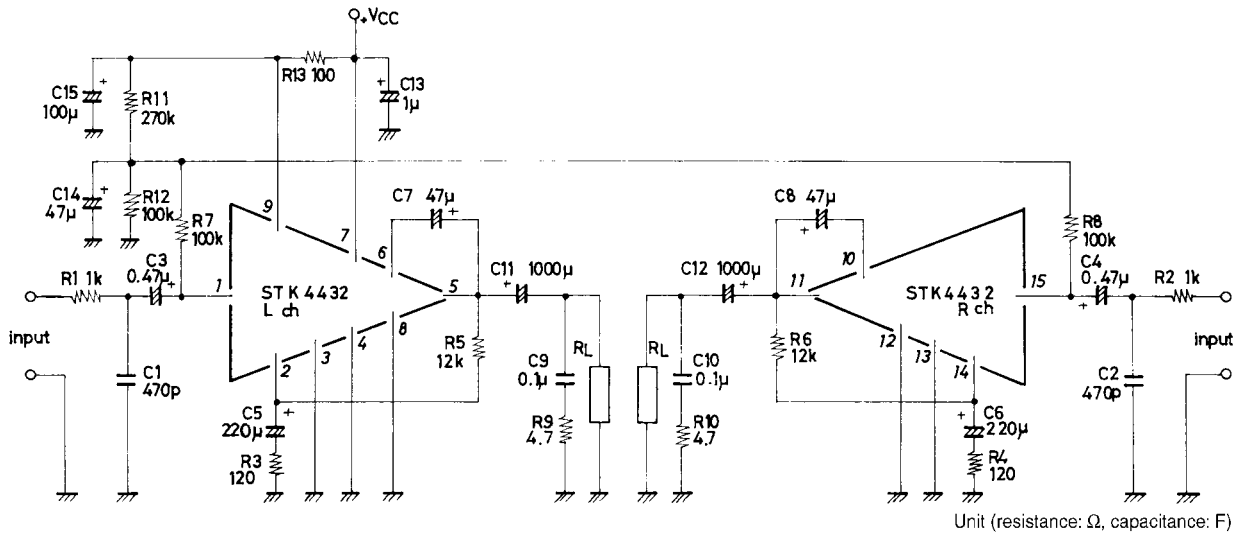 +VCC
R13 100
C15
100µ
R11
270k
C13
1µ
C14
47µ
R12
100k
R7
100k
C7 47µ
C8 47µ
R8
100k
9
7
6
10
C3
0.47µ
R1 1k
1
STK4432
L ch
5
C11 1000µ
C12 1000µ
11
STK4432
R ch
15
C4
0.47µ
R2 1k
input
input
2
3
4
8
R5
12k
C9
0.1µ
RL
RL
C10
0.1µ
R6
12k
12
13
14
C1
470p
C2
470p
C5
220µ
R3
120
R9
4.7
R10
4.7
C6
220µ
R4
120
Unit (resistance: Ω, capacitance: F)